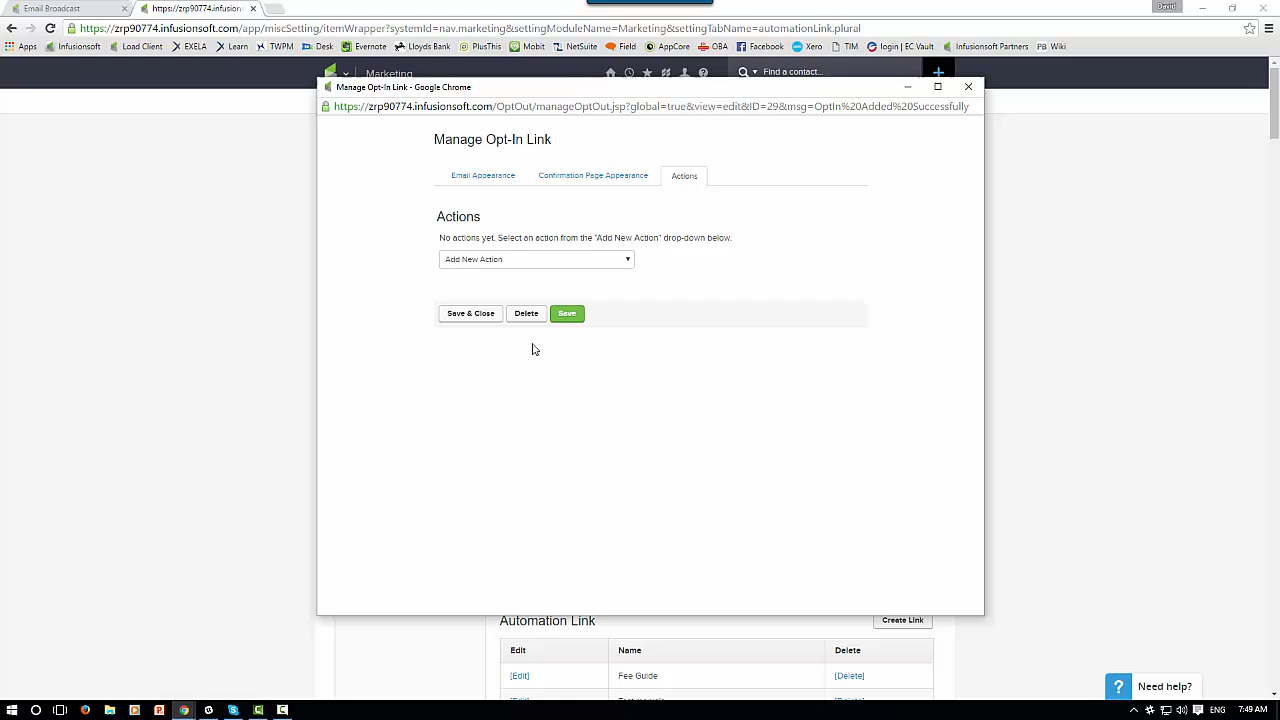 Email Broadcast
https://zrp90774.infusions
David
https://zrp90774.infusionsoft.com/app/miscSetting/itemWrapper?systemId=nav.marketing&settingModuleName=Marketing&settingTabName=automationLink.plural
Apps Infusionsoft Load Client EXELA Learn TWPM Desk Evernote Lloyds Bank PlusThis Mobit NetSuite Field AppCore OBA Facebook Xero TIM login | EC Vault Infusionsoft Partners PB Wiki
Marketing
Find a contact...
Manage Opt-In Link - Google Chrome
https://zrp90774.infusionsoft.com/OptOut/manageOptOut.jsp?global=true&view=edit&ID=29&msg=OptIn%20Added%20Successfully
Manage Opt-In Link
Email Appearance Confirmation Page Appearance Actions
Actions
No actions yet. Select an action from the "Add New Action" drop-down below.
Add New Action
Save & Close Delete Save
Automation Link Create Link
Edit Name Delete
[Edit] Fee Guide [Delete]
Need help?
ENG 7:49 AM